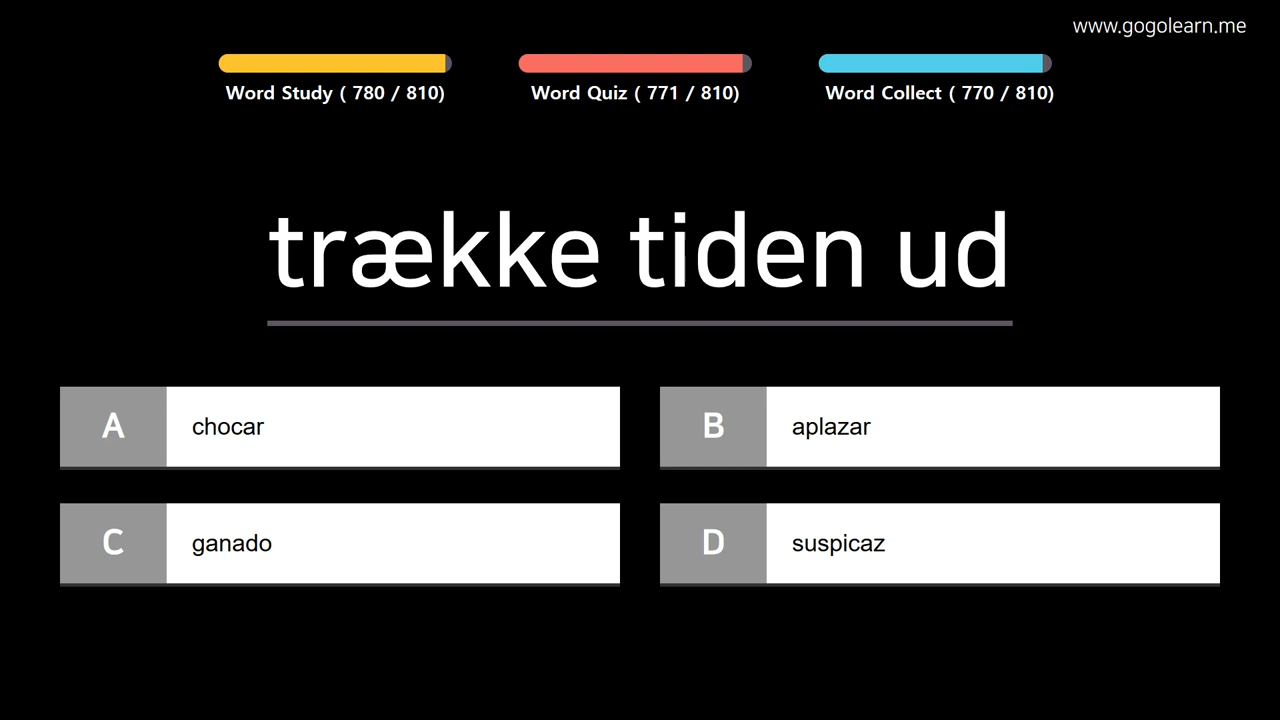 www.gogolearn.me
Word Study ( 780 / 810)
Word Quiz ( 771 / 810)
Word Collect ( 770 / 810)
trække tiden ud
A
chocar
B
aplazar
C
ganado
D
suspicaz